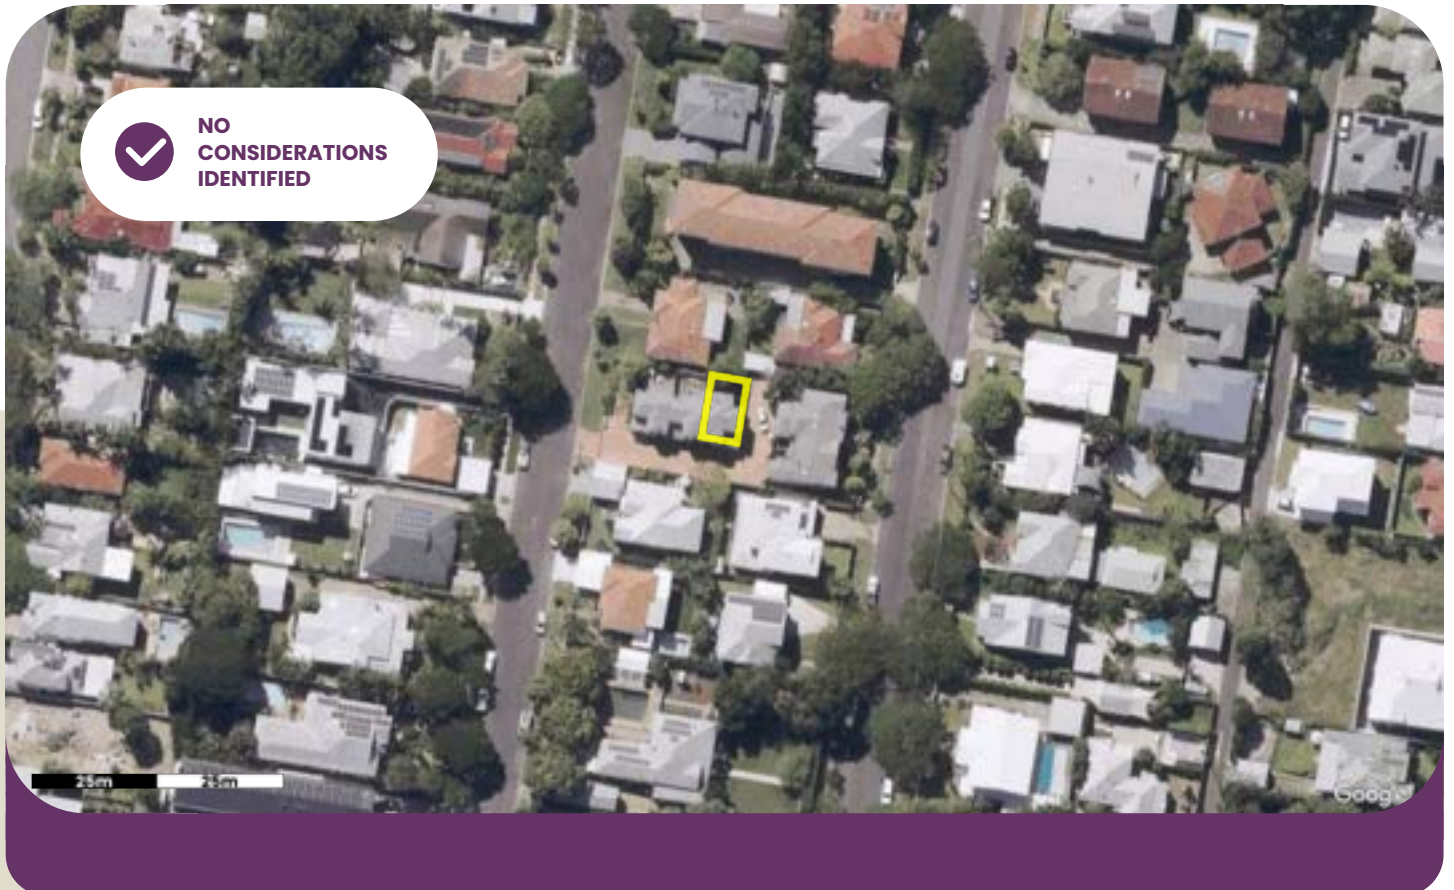 NO
CONSIDERATIONS
IDENTIFIED
25m 25m
Google